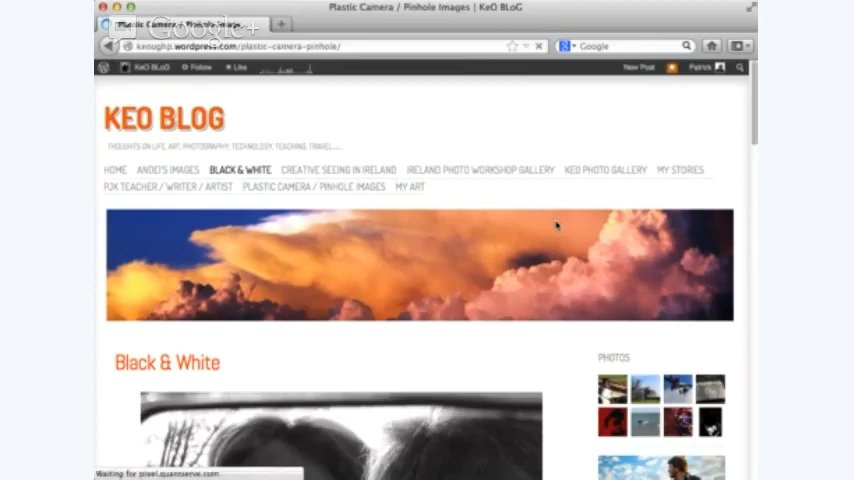 Plastic Camera / Pinhole Images | KeO BLoG
Plastic Camera / Pinhole Image...
Google+
keoughp.wordpress.com/plastic-camera-pinhole/
Google
KeO BLoG
Follow
Like
New Post
Patrick
KEO BLOG
THOUGHTS ON LIFE, ART, PHOTOGRAPHY, TECHNOLOGY, TEACHING, TRAVEL.....
HOME ANDEI'S IMAGES BLACK & WHITE CREATIVE SEEING IN IRELAND IRELAND PHOTO WORKSHOP GALLERY KEO PHOTO GALLERY MY STORIES
PJK TEACHER / WRITER / ARTIST PLASTIC CAMERA / PINHOLE IMAGES MY ART
Black & White
PHOTOS
Waiting for pixel.quantserve.com